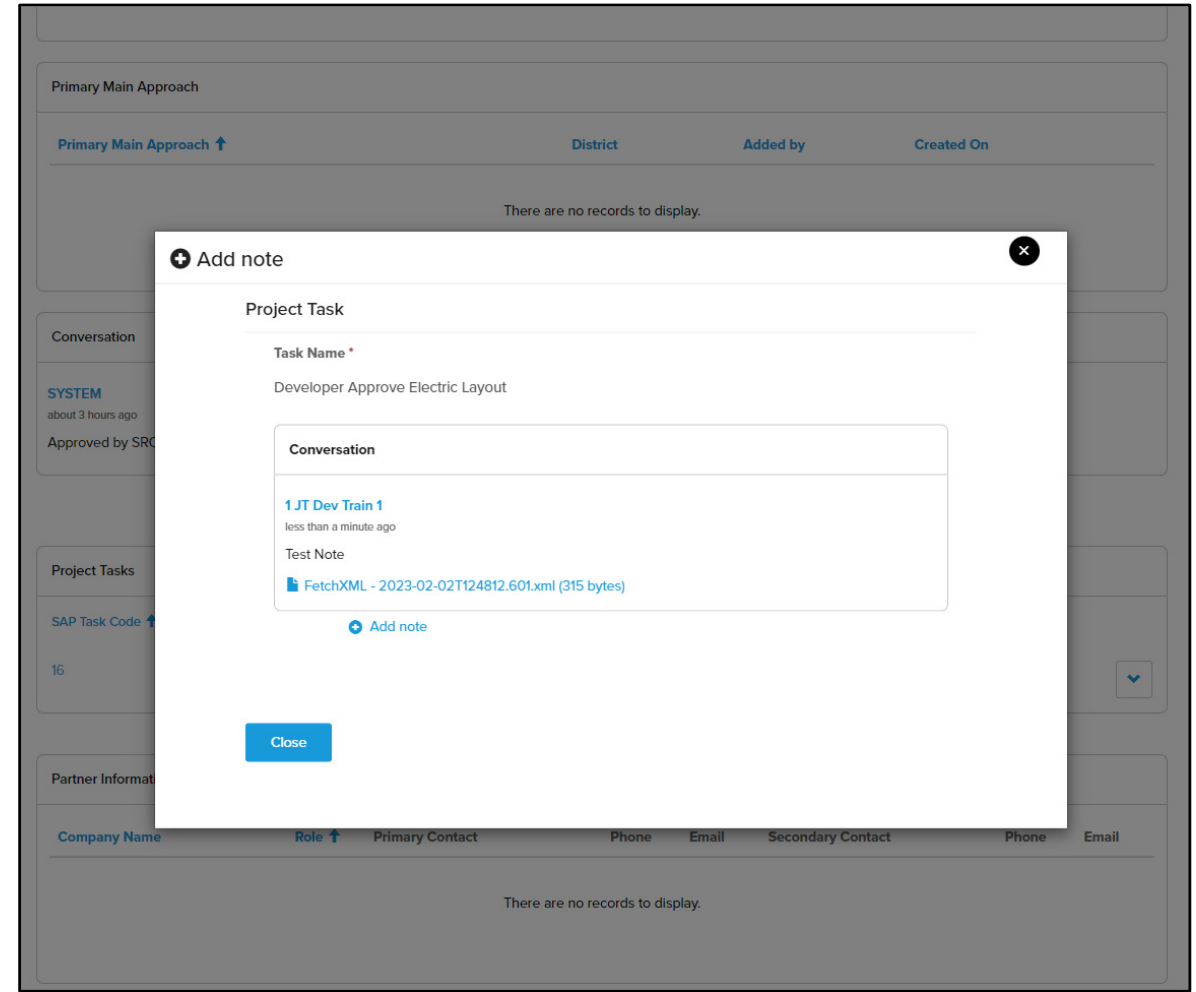 Primary Main Approach
Primary Main Approach District Added by Created On
There are no records to display.
Add note
Project Task
Task Name *
Developer Approve Electric Layout
Conversation
1 JT Dev Train 1
less than a minute ago
Test Note
FetchXML - 2023-02-02T124812.601.xml (315 bytes)
Add note
Close
Conversation
SYSTEM
about 3 hours ago
Approved by
Project Tasks
SAP Task Code
16
Partner
Company Name Role Primary Contact Phone Email Secondary Contact Phone Email
There are no records to display.